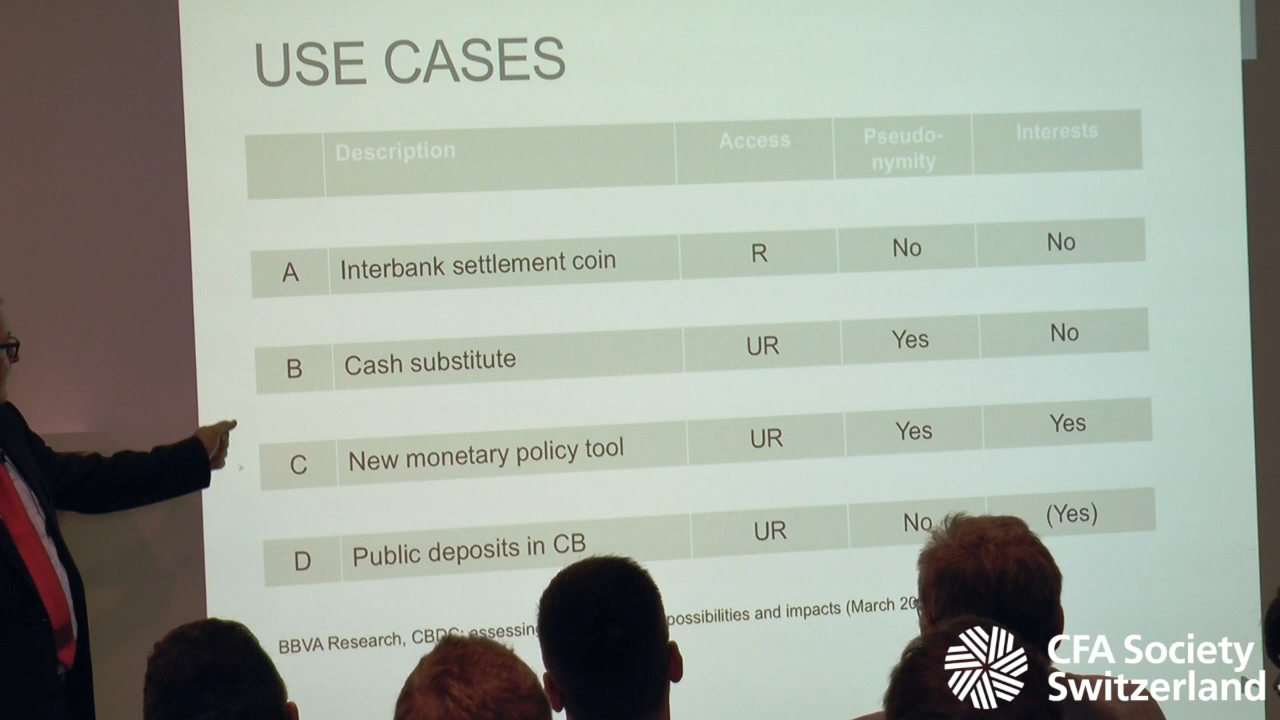 USE CASES
Description Access Pseudo-
nymity Interests
A Interbank settlement coin R No No
B Cash substitute UR Yes No
C New monetary policy tool UR Yes Yes
D Public deposits in CB UR No (Yes)
BBVA Research, CBDC: assessing possibilities and impacts (March 20
CFA Society
Switzerland